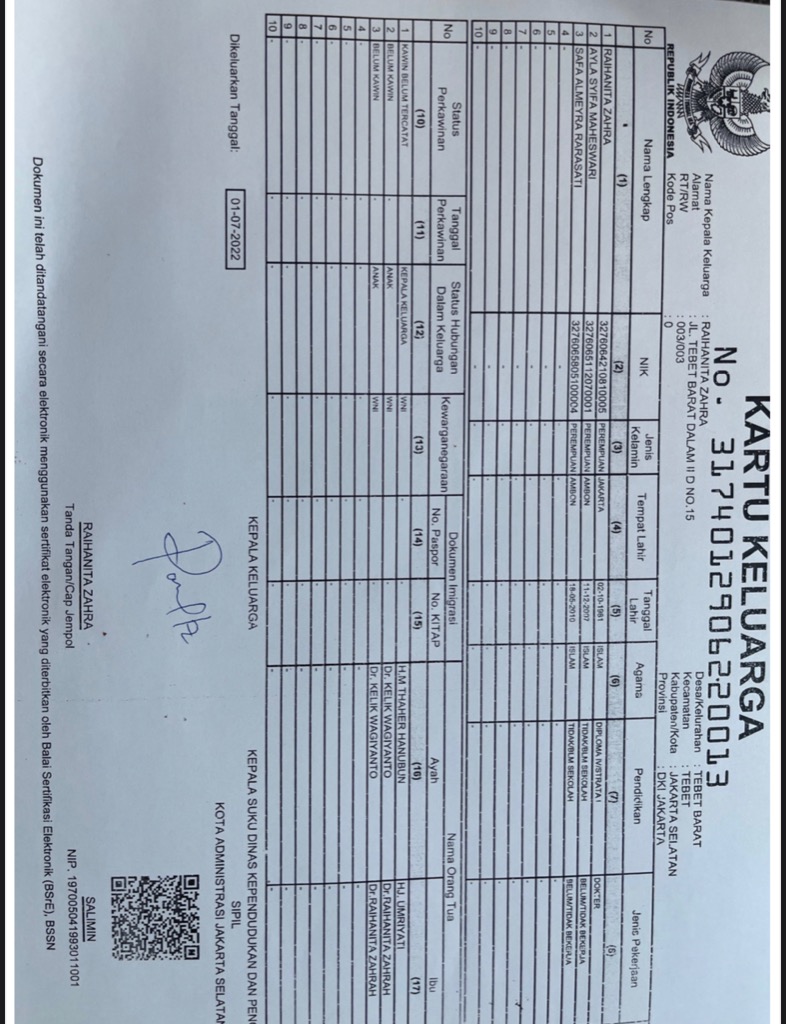 KARTU KELUARGA
No. 3174012906220013
REPUBLIK INDONESIA
Nama Kepala Keluarga : RAIHANITA ZAHRA
Alamat : JL. TEBET BARAT DALAM II D NO.15
RT/RW : 003/003
Kode Pos : 0
Desa/Kelurahan : TEBET BARAT
Kecamatan : TEBET
Kabupaten/Kota : JAKARTA SELATAN
Provinsi : DKI JAKARTA
No Nama Lengkap NIK Jenis Kelamin Tempat Lahir Tanggal Lahir Agama Pendidikan Jenis Pekerjaan
(1) (2) (3) (4) (5) (6) (7)
1 RAIHANITA ZAHRA 3276064210810005 PEREMPUAN JAKARTA 02-10-1981 ISLAM DIPLOMA IV/STRATA I DOKTER
2 AYLA SYIFA MAHESWARI 3276065112070001 PEREMPUAN AMBON 11-12-2007 ISLAM TIDAK/BLM SEKOLAH BELUM/TIDAK BEKERJA
3 SAFA ALMEYRA RARASATI 3276065805100004 PEREMPUAN AMBON 18-05-2010 ISLAM TIDAK/BLM SEKOLAH BELUM/TIDAK BEKERJA
4 - - - - - - - -
5 - - - - - - - -
6 - - - - - - - -
7 - - - - - - - -
8 - - - - - - - -
9 - - - - - - - -
10 - - - - - - - -
No Status Perkawinan Tanggal Perkawinan Status Hubungan Dalam Keluarga Kewarganegaraan Dokumen Imigrasi Nama Orang Tua
No. Paspor No. KITAP Ayah Ibu
(10) (11) (12) (13) (14) (15) (16) (17)
1 KAWIN BELUM TERCATAT - KEPALA KELUARGA WNI - - H.M THAHER HANUBUN HJ. UMRIYATI
2 BELUM KAWIN - ANAK WNI - - Dr. KELIK WAGIYANTO Dr.RAIHANITA ZAHRAH
3 BELUM KAWIN - ANAK WNI - - Dr. KELIK WAGIYANTO Dr.RAIHANITA ZAHRAH
4 - - - - - - - -
5 - - - - - - - -
6 - - - - - - - -
7 - - - - - - - -
8 - - - - - - - -
9 - - - - - - - -
10 - - - - - - - -
Dikeluarkan Tanggal : 01-07-2022
KEPALA KELUARGA
RAIHANITA ZAHRA
Tanda Tangan/Cap Jempol
KEPALA SUKU DINAS KEPENDUDUKAN DAN PENC
SIPIL
KOTA ADMINISTRASI JAKARTA SELATAN
SALIMIN
NIP. 197005041993011001
Dokumen ini telah ditandatangani secara elektronik menggunakan sertifikat elektronik yang diterbitkan oleh Balai Sertifikasi Elektronik (BSrE), BSSN